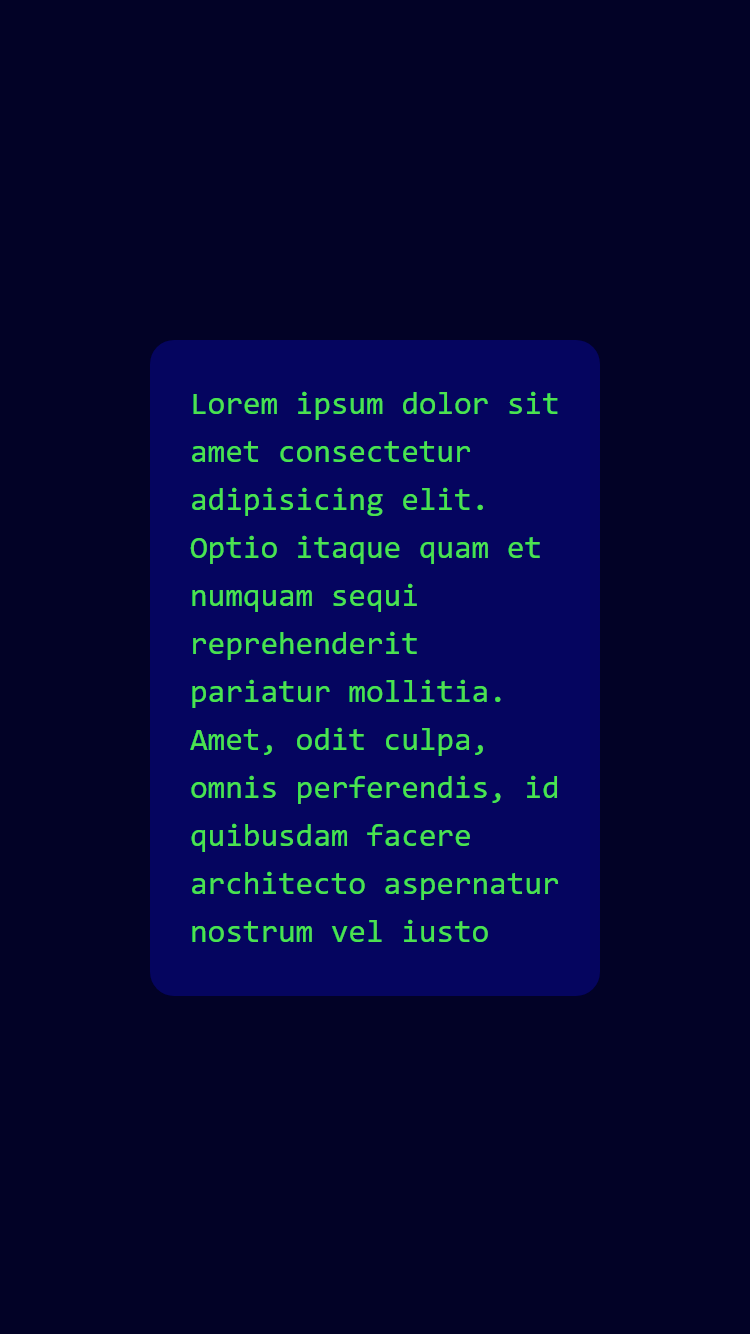 Lorem ipsum dolor sit
amet consectetur
adipisicing elit.
Optio itaque quam et
numquam sequi
reprehenderit
pariatur mollitia.
Amet, odit culpa,
omnis perferendis, id
quibusdam facere
architecto aspernatur
nostrum vel iusto